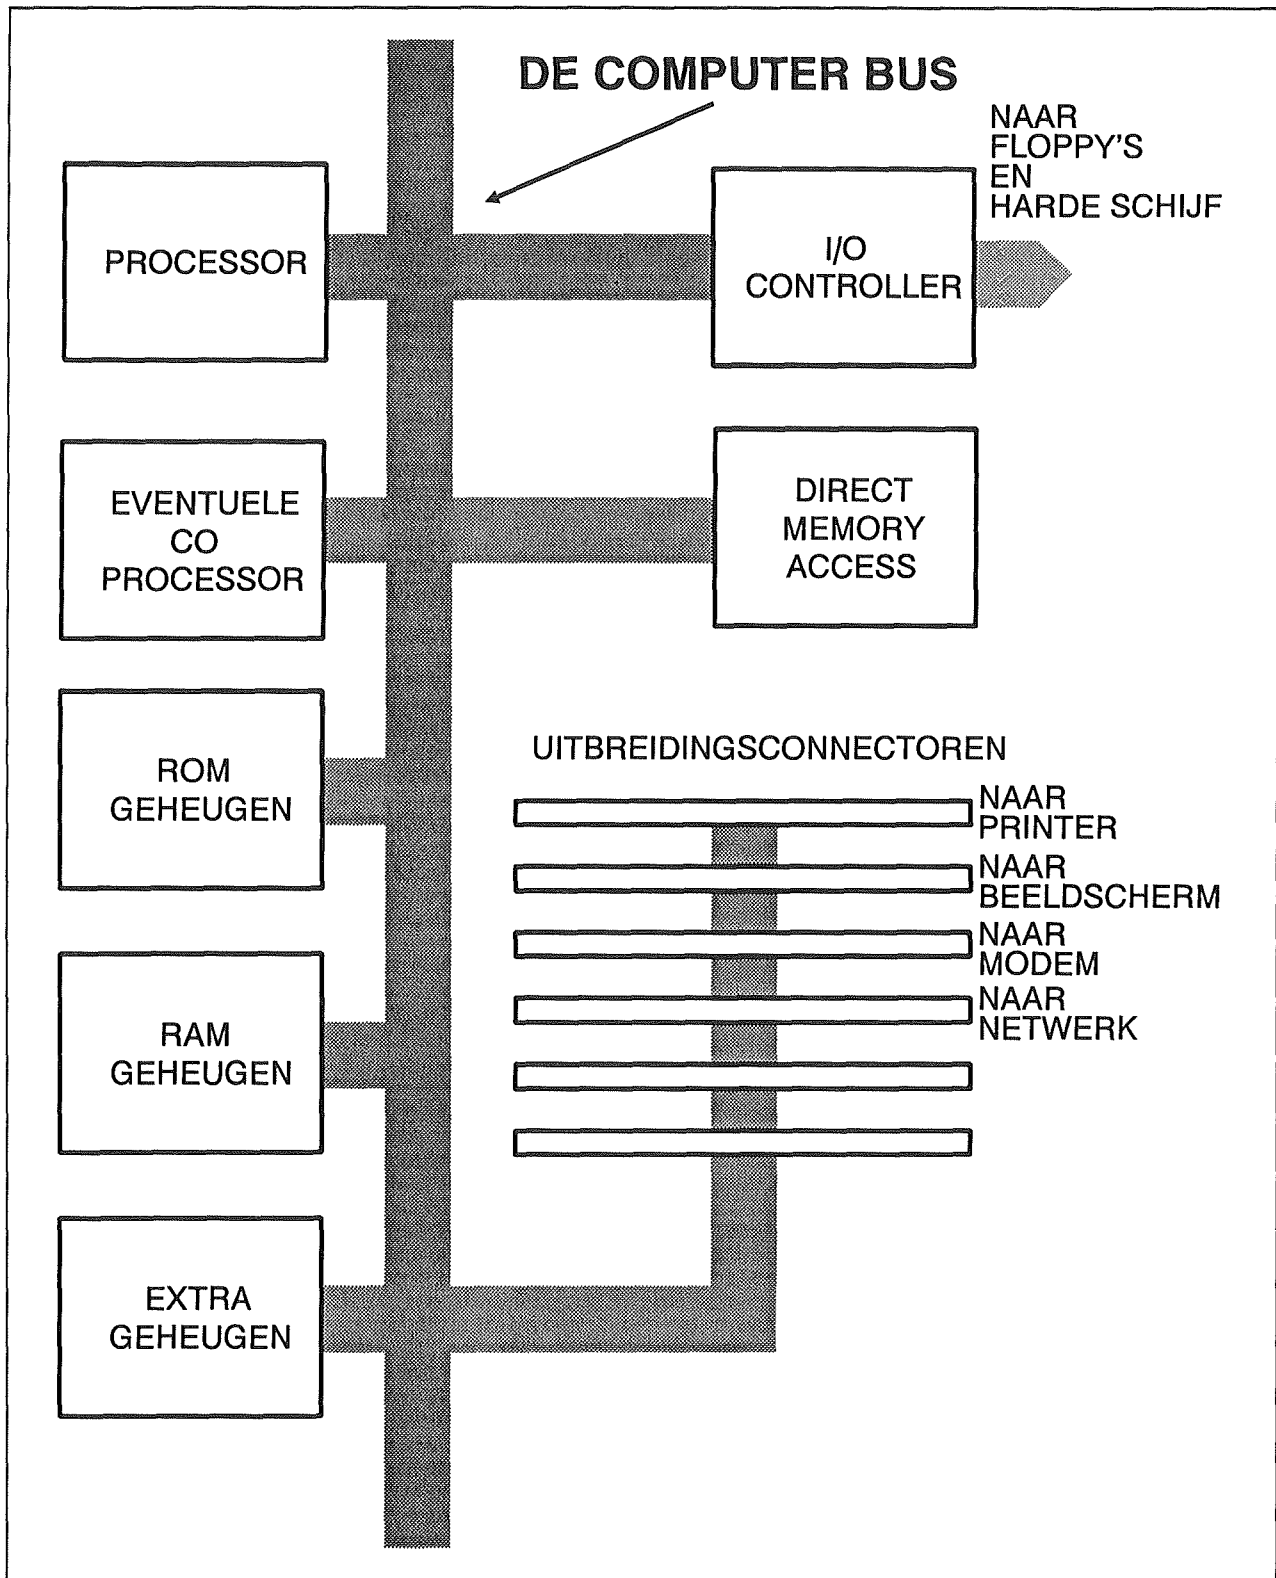 DE COMPUTER BUS
NAAR
FLOPPY'S
EN
HARDE SCHIJF
PROCESSOR
I/O
CONTROLLER
EVENTUELE
CO
PROCESSOR
DIRECT
MEMORY
ACCESS
ROM
GEHEUGEN
UITBREIDINGSCONNECTOREN
NAAR
PRINTER
NAAR
BEELDSCHERM
NAAR
MODEM
NAAR
NETWERK
RAM
GEHEUGEN
EXTRA
GEHEUGEN